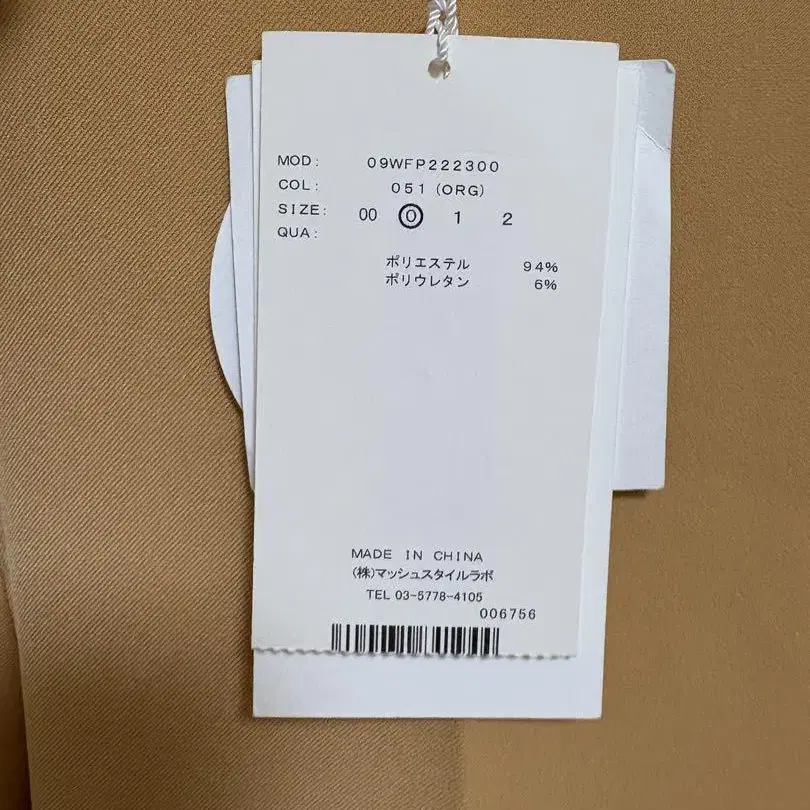 MOD: 09WFP222300
COL: 051 (ORG)
SIZE: 00 0 1 2
QUA:
ポリエステル 94%
ポリウレタン 6%
MADE IN CHINA
(株)マッシュスタイルラボ
TEL 03-5778-4105
006756